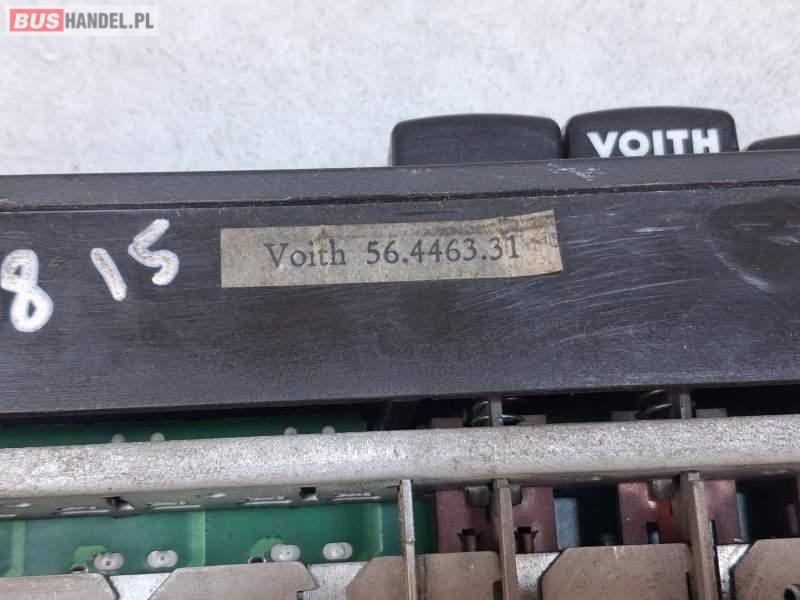 BUSHANDEL.PL
VOITH
Voith 56.4463.31
8 15